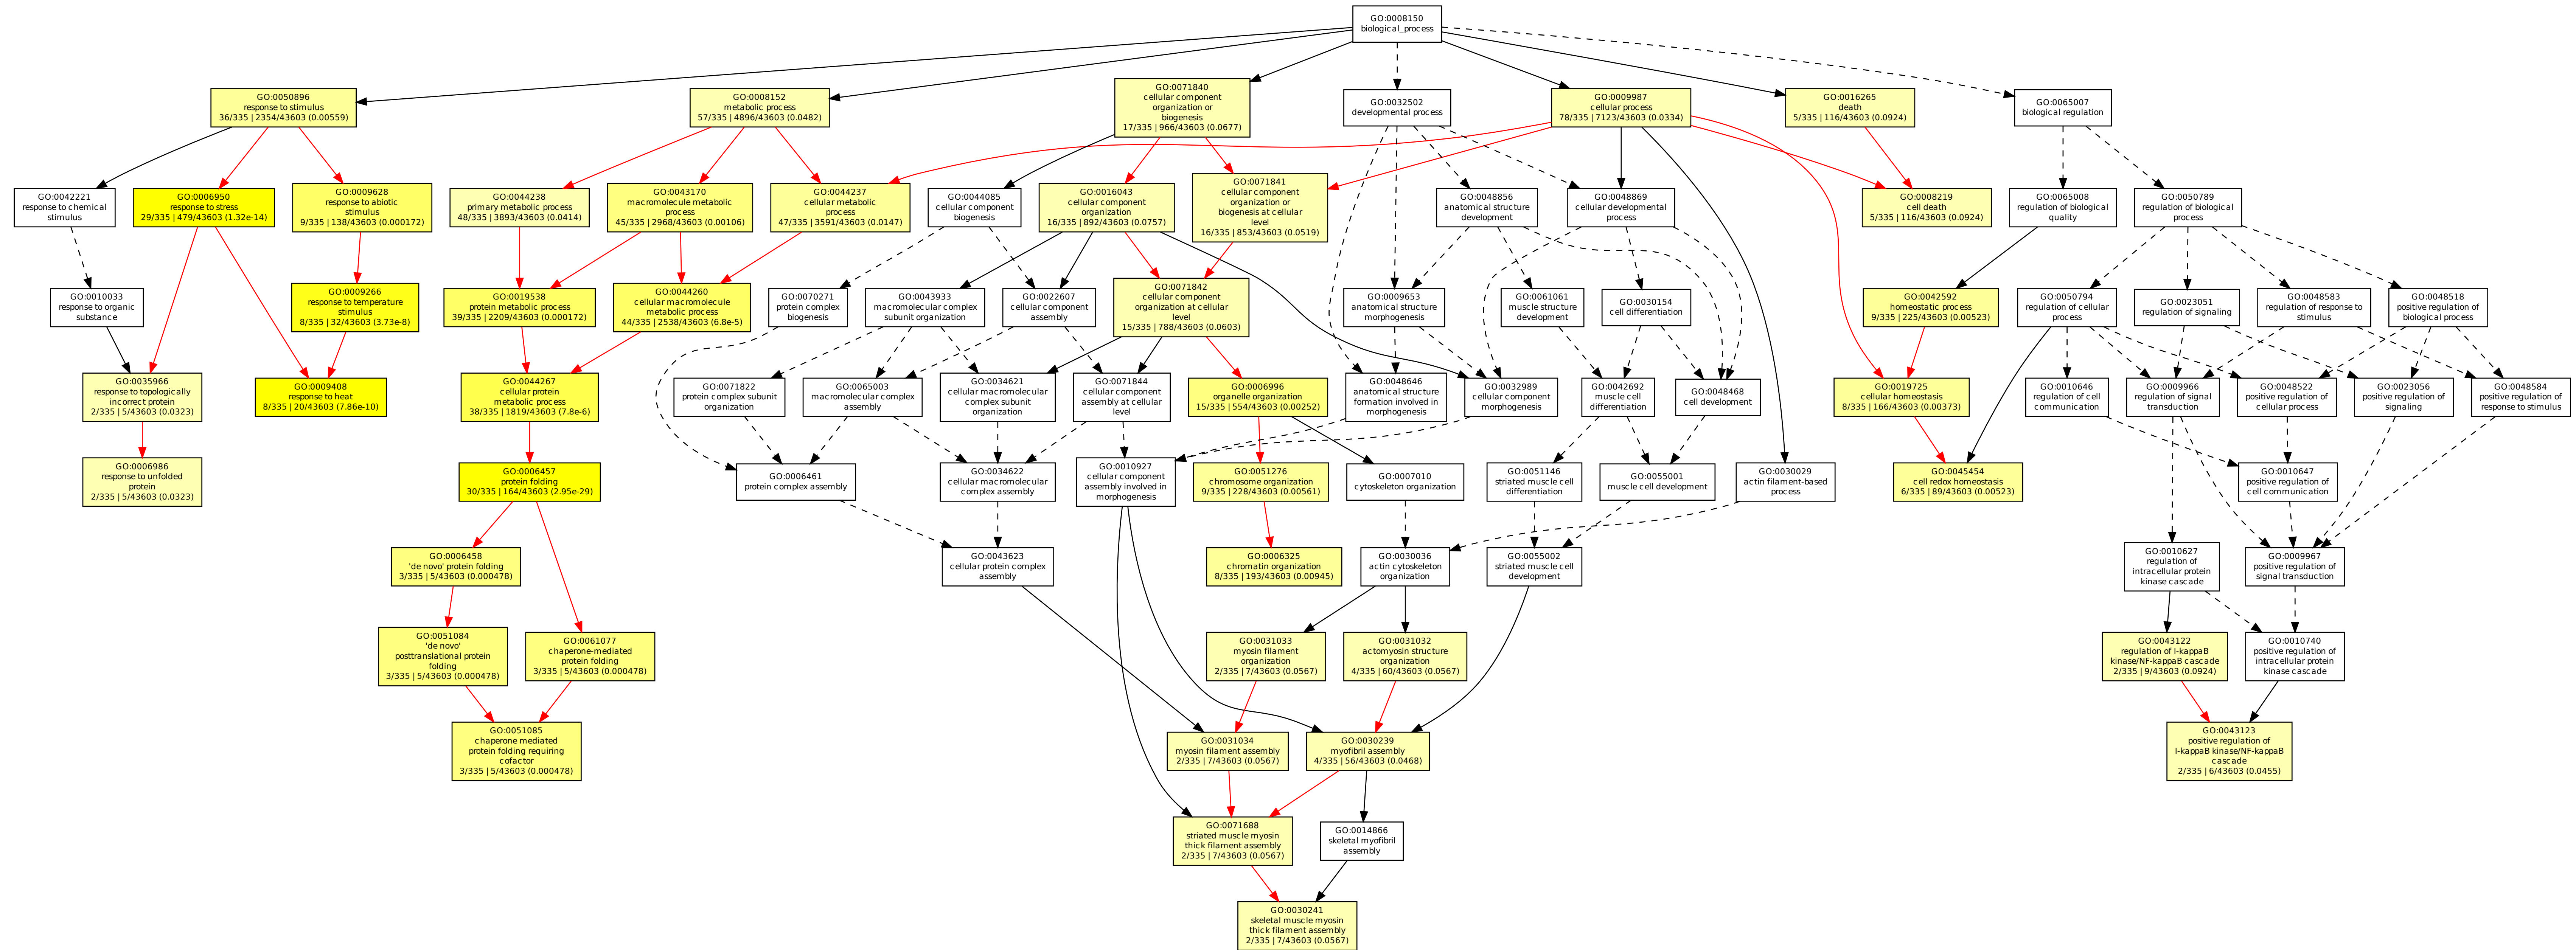 GO:0008150
biological_process
GO:0050896
response to stimulus
36/335 | 2354/43603 (0.00559)
GO:0008152
metabolic process
57/335 | 4896/43603 (0.0482)
GO:0071840
cellular component
organization or
biogenesis
17/335 | 966/43603 (0.0677)
GO:0032502
developmental process
GO:0009987
cellular process
78/335 | 7123/43603 (0.0334)
GO:0016265
death
5/335 | 116/43603 (0.0924)
GO:0065007
biological regulation
GO:0042221
response to chemical
stimulus
GO:0006950
response to stress
29/335 | 479/43603 (1.32e-14)
GO:0009628
response to abiotic
stimulus
9/335 | 138/43603 (0.000172)
GO:0044238
primary metabolic process
48/335 | 3893/43603 (0.0414)
GO:0043170
macromolecule metabolic
process
45/335 | 2968/43603 (0.00106)
GO:0044237
cellular metabolic
process
47/335 | 3591/43603 (0.0147)
GO:0044085
cellular component
biogenesis
GO:0016043
cellular component
organization
16/335 | 892/43603 (0.0757)
GO:0071841
cellular component
organization or
biogenesis at cellular
level
16/335 | 853/43603 (0.0519)
GO:0048856
anatomical structure
development
GO:0048869
cellular developmental
process
GO:0008219
cell death
5/335 | 116/43603 (0.0924)
GO:0065008
regulation of biological
quality
GO:0050789
regulation of biological
process
GO:0010033
response to organic
substance
GO:0009266
response to temperature
stimulus
8/335 | 32/43603 (3.73e-8)
GO:0019538
protein metabolic process
39/335 | 2209/43603 (0.000172)
GO:0044260
cellular macromolecule
metabolic process
44/335 | 2538/43603 (6.8e-5)
GO:0070271
protein complex
biogenesis
GO:0043933
macromolecular complex
subunit organization
GO:0022607
cellular component
assembly
GO:0071842
cellular component
organization at cellular
level
15/335 | 788/43603 (0.0603)
GO:0009653
anatomical structure
morphogenesis
GO:0061061
muscle structure
development
GO:0030154
cell differentiation
GO:0042592
homeostatic process
9/335 | 225/43603 (0.00523)
GO:0050794
regulation of cellular
process
GO:0023051
regulation of signaling
GO:0048583
regulation of response to
stimulus
GO:0048518
positive regulation of
biological process
GO:0035966
response to topologically
incorrect protein
2/335 | 5/43603 (0.0323)
GO:0009408
response to heat
8/335 | 20/43603 (7.86e-10)
GO:0044267
cellular protein
metabolic process
38/335 | 1819/43603 (7.8e-6)
GO:0071822
protein complex subunit
organization
GO:0065003
macromolecular complex
assembly
GO:0034621
cellular macromolecular
complex subunit
organization
GO:0071844
cellular component
assembly at cellular
level
GO:0006996
organelle organization
15/335 | 554/43603 (0.00252)
GO:0048646
anatomical structure
formation involved in
morphogenesis
GO:0032989
cellular component
morphogenesis
GO:0042692
muscle cell
differentiation
GO:0048468
cell development
GO:0019725
cellular homeostasis
8/335 | 166/43603 (0.00373)
GO:0010646
regulation of cell
communication
GO:0009966
regulation of signal
transduction
GO:0048522
positive regulation of
cellular process
GO:0023056
positive regulation of
signaling
GO:0048584
positive regulation of
response to stimulus
GO:0006986
response to unfolded
protein
2/335 | 5/43603 (0.0323)
GO:0006457
protein folding
30/335 | 164/43603 (2.95e-29)
GO:0006461
protein complex assembly
GO:0034622
cellular macromolecular
complex assembly
GO:0010927
cellular component
assembly involved in
morphogenesis
GO:0051276
chromosome organization
9/335 | 228/43603 (0.00561)
GO:0007010
cytoskeleton organization
GO:0051146
striated muscle cell
differentiation
GO:0055001
muscle cell development
GO:0030029
actin filament-based
process
GO:0045454
cell redox homeostasis
6/335 | 89/43603 (0.00523)
GO:0010647
positive regulation of
cell communication
GO:0006458
'de novo' protein folding
3/335 | 5/43603 (0.000478)
GO:0043623
cellular protein complex
assembly
GO:0006325
chromatin organization
8/335 | 193/43603 (0.00945)
GO:0030036
actin cytoskeleton
organization
GO:0055002
striated muscle cell
development
GO:0010627
regulation of
intracellular protein
kinase cascade
GO:0009967
positive regulation of
signal transduction
GO:0051084
'de novo'
posttranslational protein
folding
3/335 | 5/43603 (0.000478)
GO:0061077
chaperone-mediated
protein folding
3/335 | 5/43603 (0.000478)
GO:0031033
myosin filament
organization
2/335 | 7/43603 (0.0567)
GO:0031032
actomyosin structure
organization
4/335 | 60/43603 (0.0567)
GO:0043122
regulation of I-kappaB
kinase/NF-kappaB cascade
2/335 | 9/43603 (0.0924)
GO:0010740
positive regulation of
intracellular protein
kinase cascade
GO:0051085
chaperone mediated
protein folding requiring
cofactor
3/335 | 5/43603 (0.000478)
GO:0031034
myosin filament assembly
2/335 | 7/43603 (0.0567)
GO:0030239
myofibril assembly
4/335 | 56/43603 (0.0468)
GO:0043123
positive regulation of
I-kappaB kinase/NF-kappaB
cascade
2/335 | 6/43603 (0.0455)
GO:0071688
striated muscle myosin
thick filament assembly
2/335 | 7/43603 (0.0567)
GO:0014866
skeletal myofibril
assembly
GO:0030241
skeletal muscle myosin
thick filament assembly
2/335 | 7/43603 (0.0567)